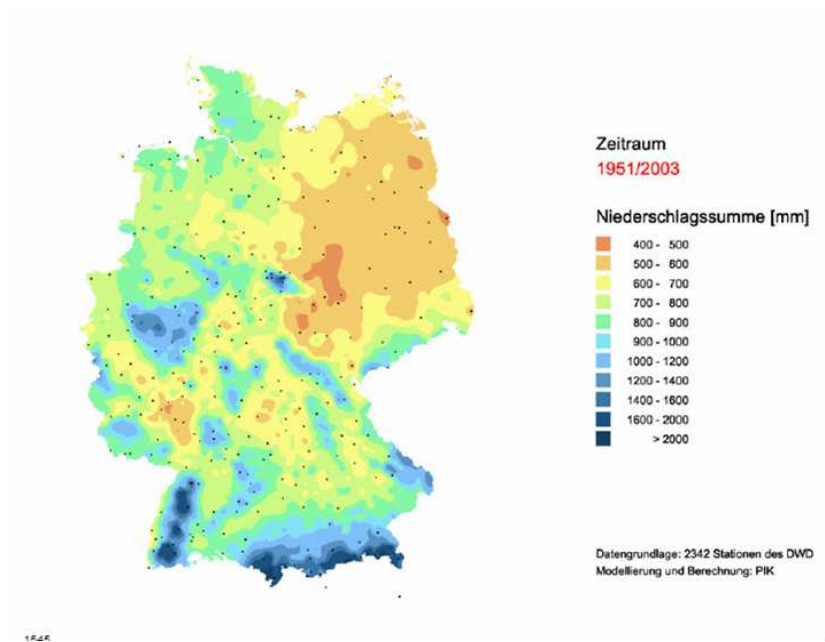 Zeitraum
1951/2003
Niederschlagssumme [mm]
400 - 500
500 - 600
600 - 700
700 - 800
800 - 900
900 - 1000
1000 - 1200
1200 - 1400
1400 - 1600
1600 - 2000
> 2000
Datengrundlage: 2342 Stationen des DWD
Modellierung und Berechnung: PIK
1545